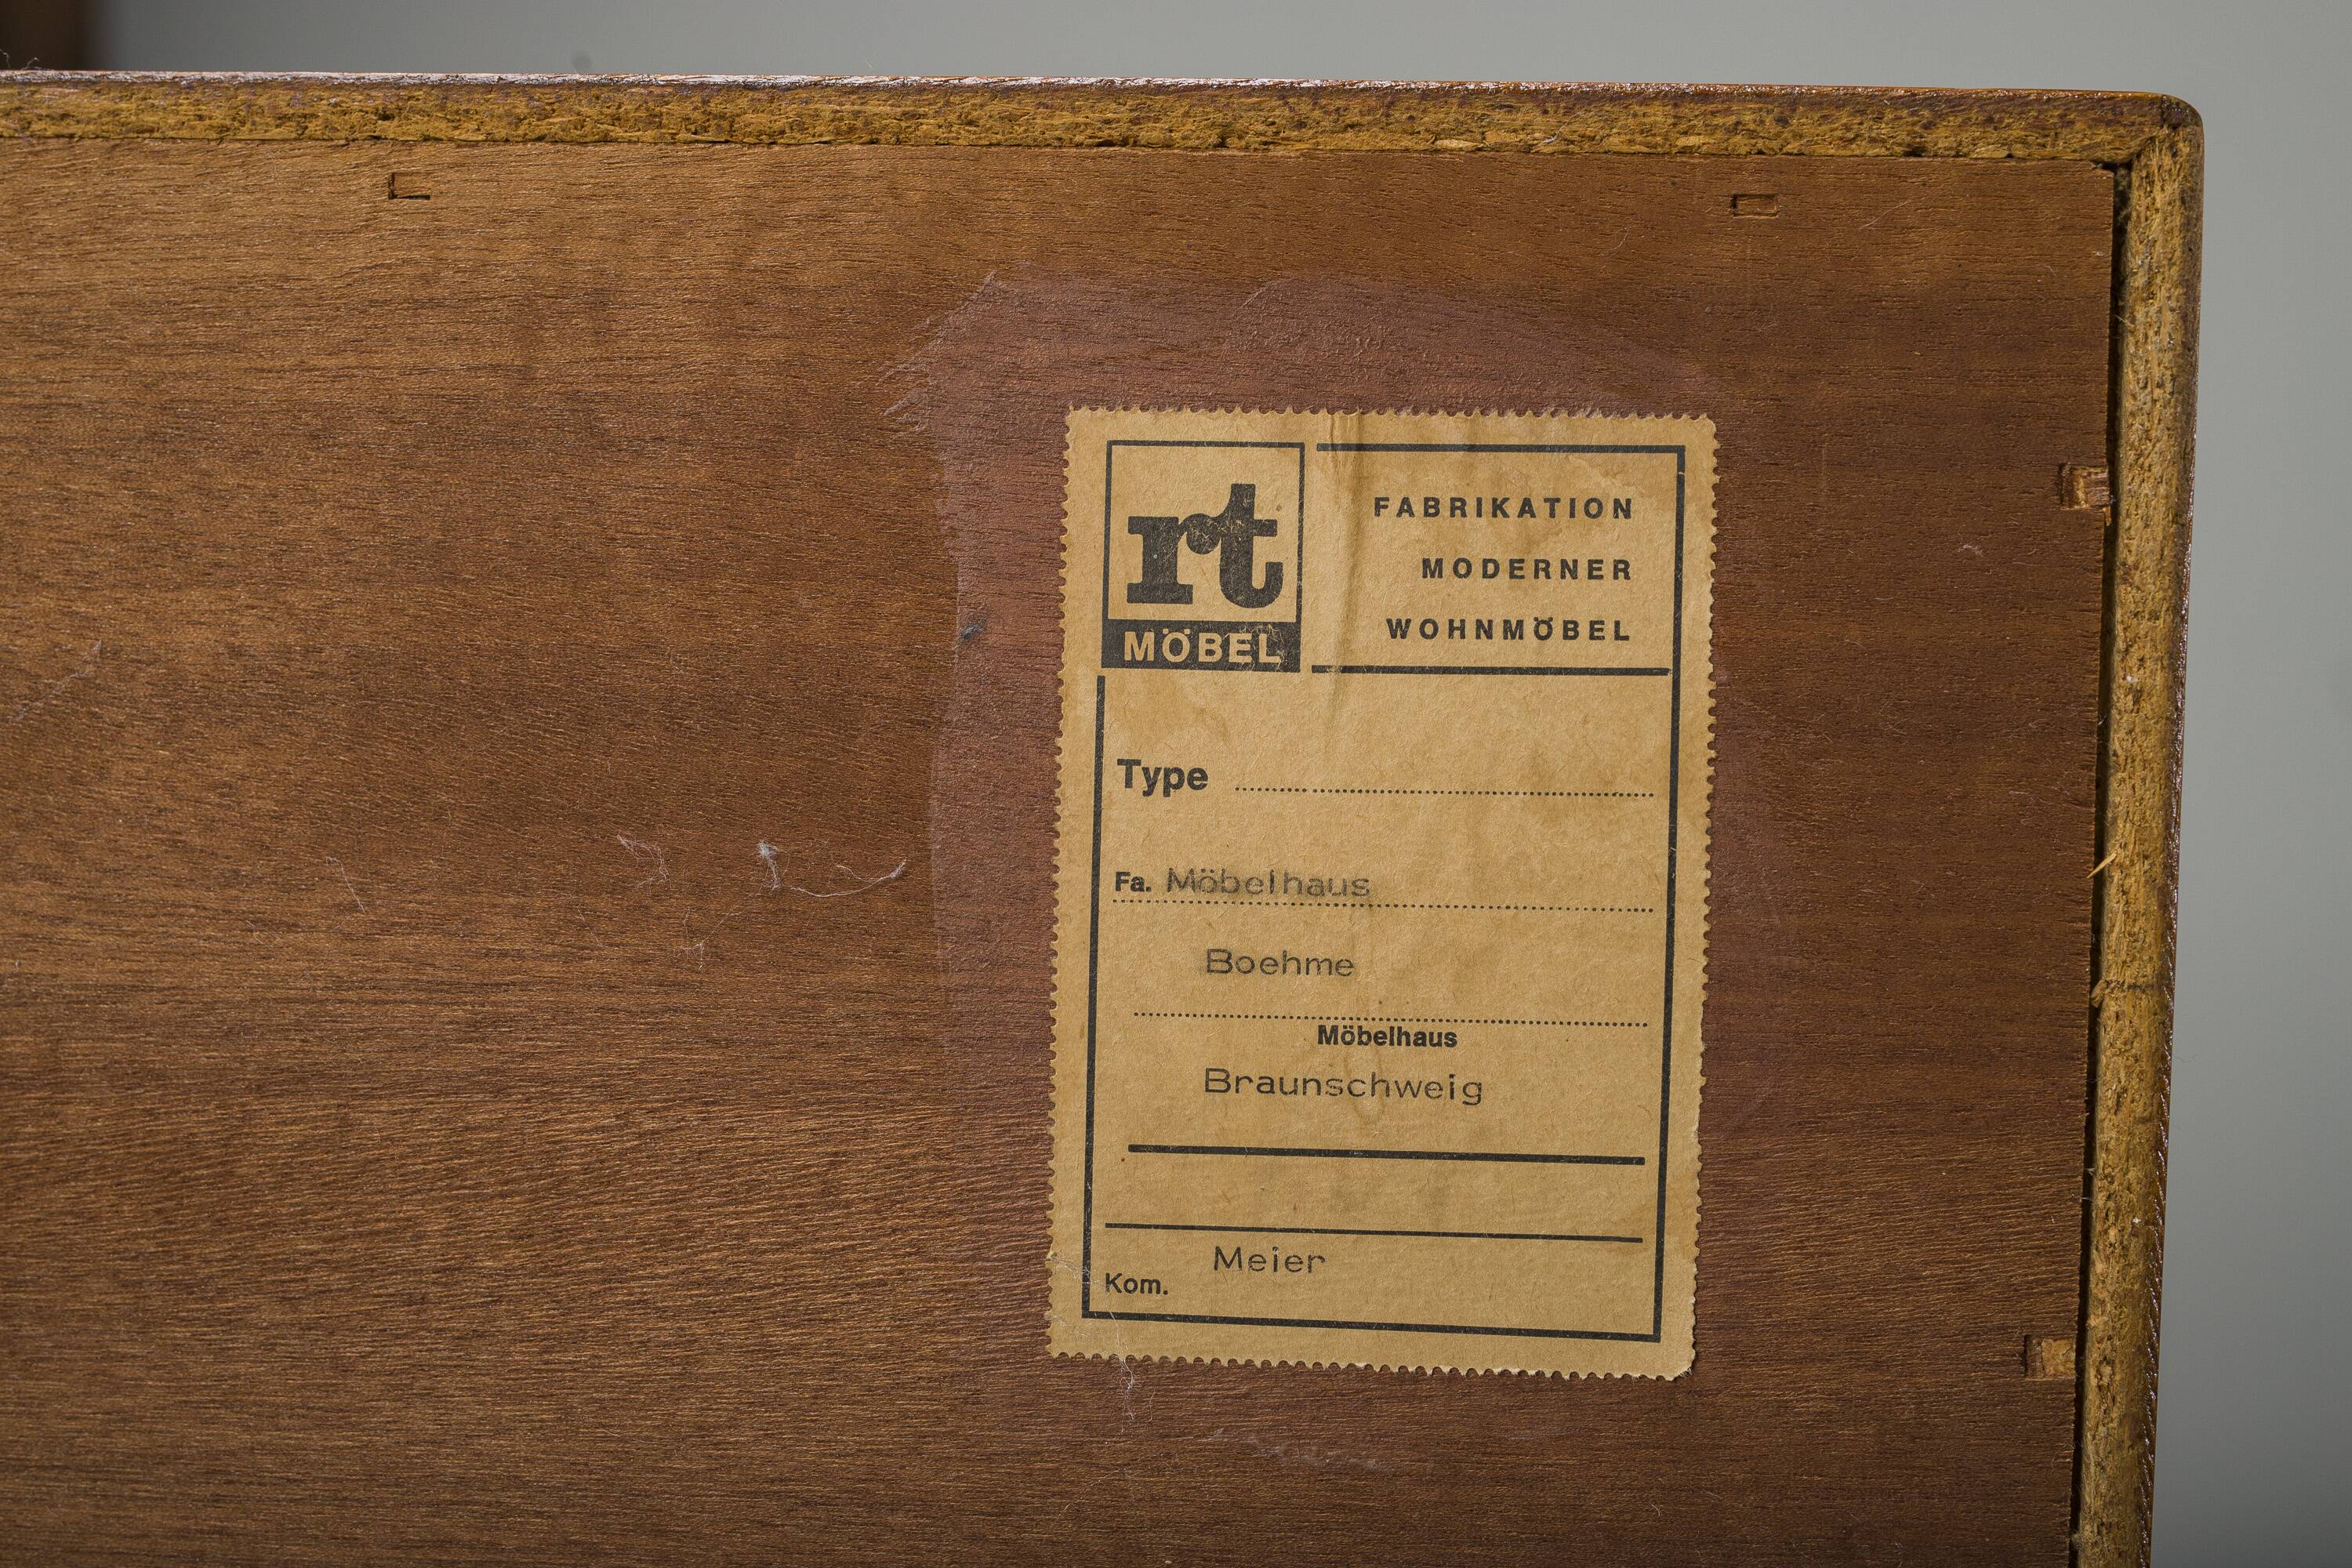 rt
MÖBEL
FABRIKATION
MODERNER
WOHNMÖBEL
Type
Fa. Möbelhaus
Boehme
Möbelhaus
Braunschweig
Meier
Kom.